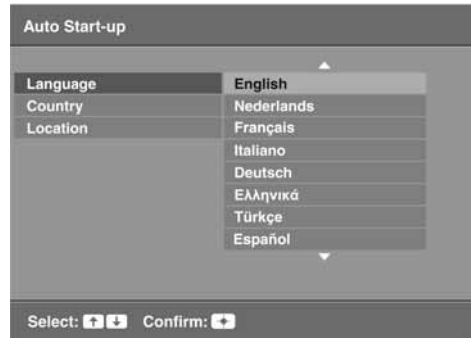 Auto Start-up
Language
English
Country
Nederlands
Location
Français
Italiano
Deutsch
Ελληνικά
Türkçe
Español
Select: Confirm: